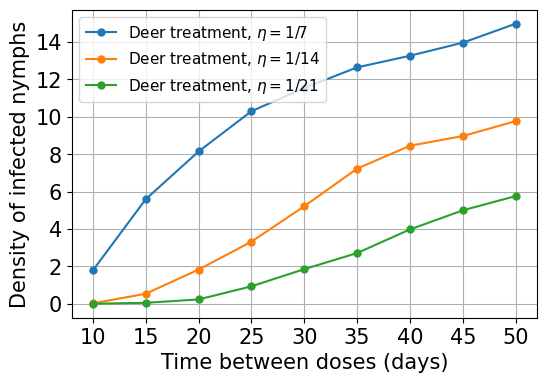 Deer treatment, η = 1/7
Deer treatment, η = 1/14
Deer treatment, η = 1/21
Density of infected nymphs
14
12
10
8
6
4
2
0
10 15 20 25 30 35 40 45 50
Time between doses (days)